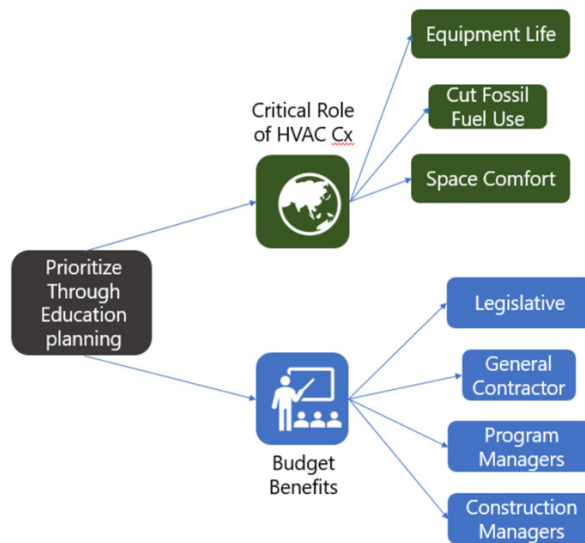 Equipment Life
Critical Role
of HVAC Cx
Cut Fossil
Fuel Use
Space Comfort
Prioritize
Through
Education
planning
Legislative
General
Contractor
Program
Managers
Budget
Benefits
Construction
Managers